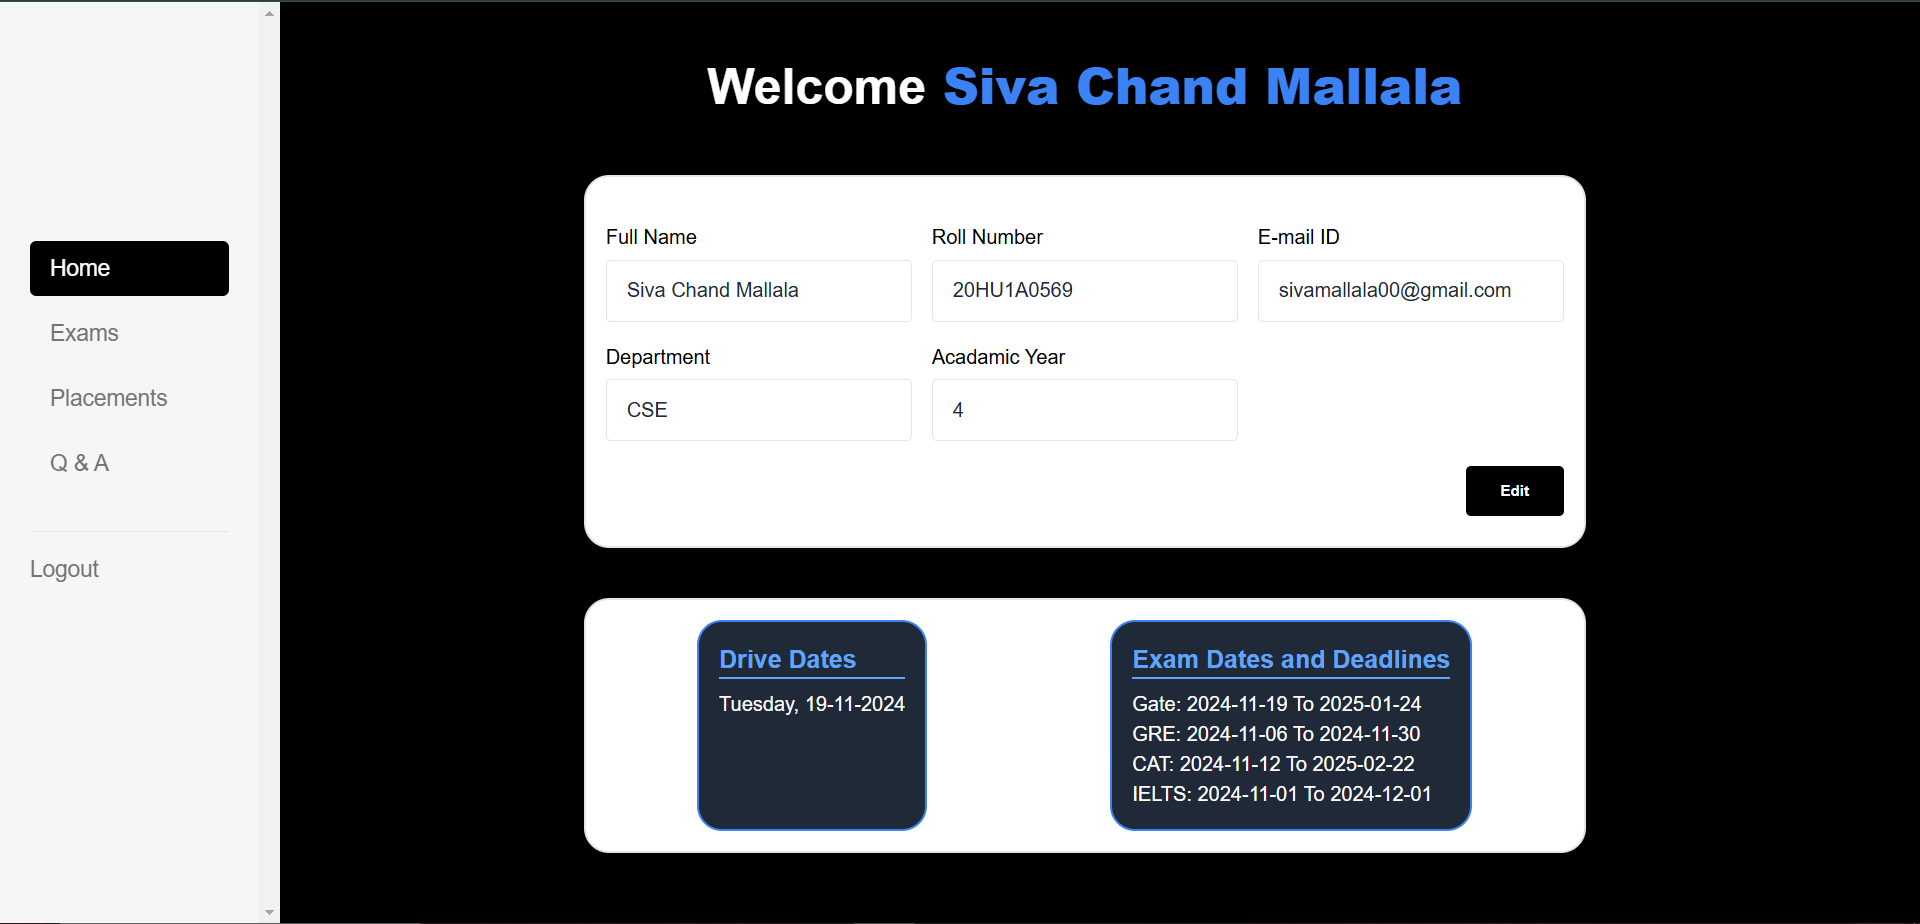 Home
Exams
Placements
Q & A
Logout
Welcome Siva Chand Mallala
Full Name
Siva Chand Mallala
Roll Number
20HU1A0569
E-mail ID
sivamallala00@gmail.com
Department
CSE
Acadamic Year
4
Edit
Drive Dates
Tuesday, 19-11-2024
Exam Dates and Deadlines
Gate: 2024-11-19 To 2025-01-24
GRE: 2024-11-06 To 2024-11-30
CAT: 2024-11-12 To 2025-02-22
IELTS: 2024-11-01 To 2024-12-01